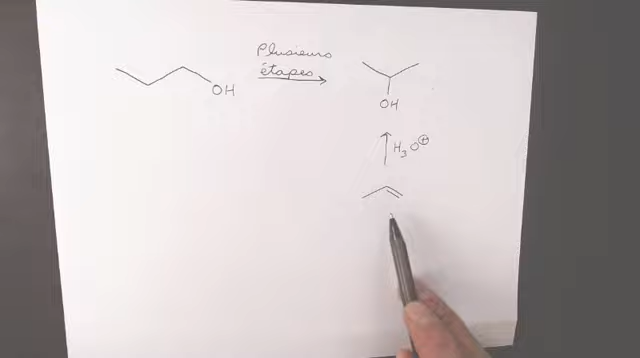 Plusieurs
étapes
OH
OH
H₃O⊕